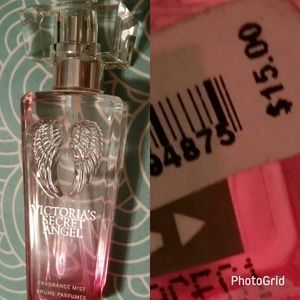 VICTORIA'S
SECRET
ANGEL
FRAGRANCE MIST
BRUME PARFUMÉE
$15.00
94875
PhotoGrid